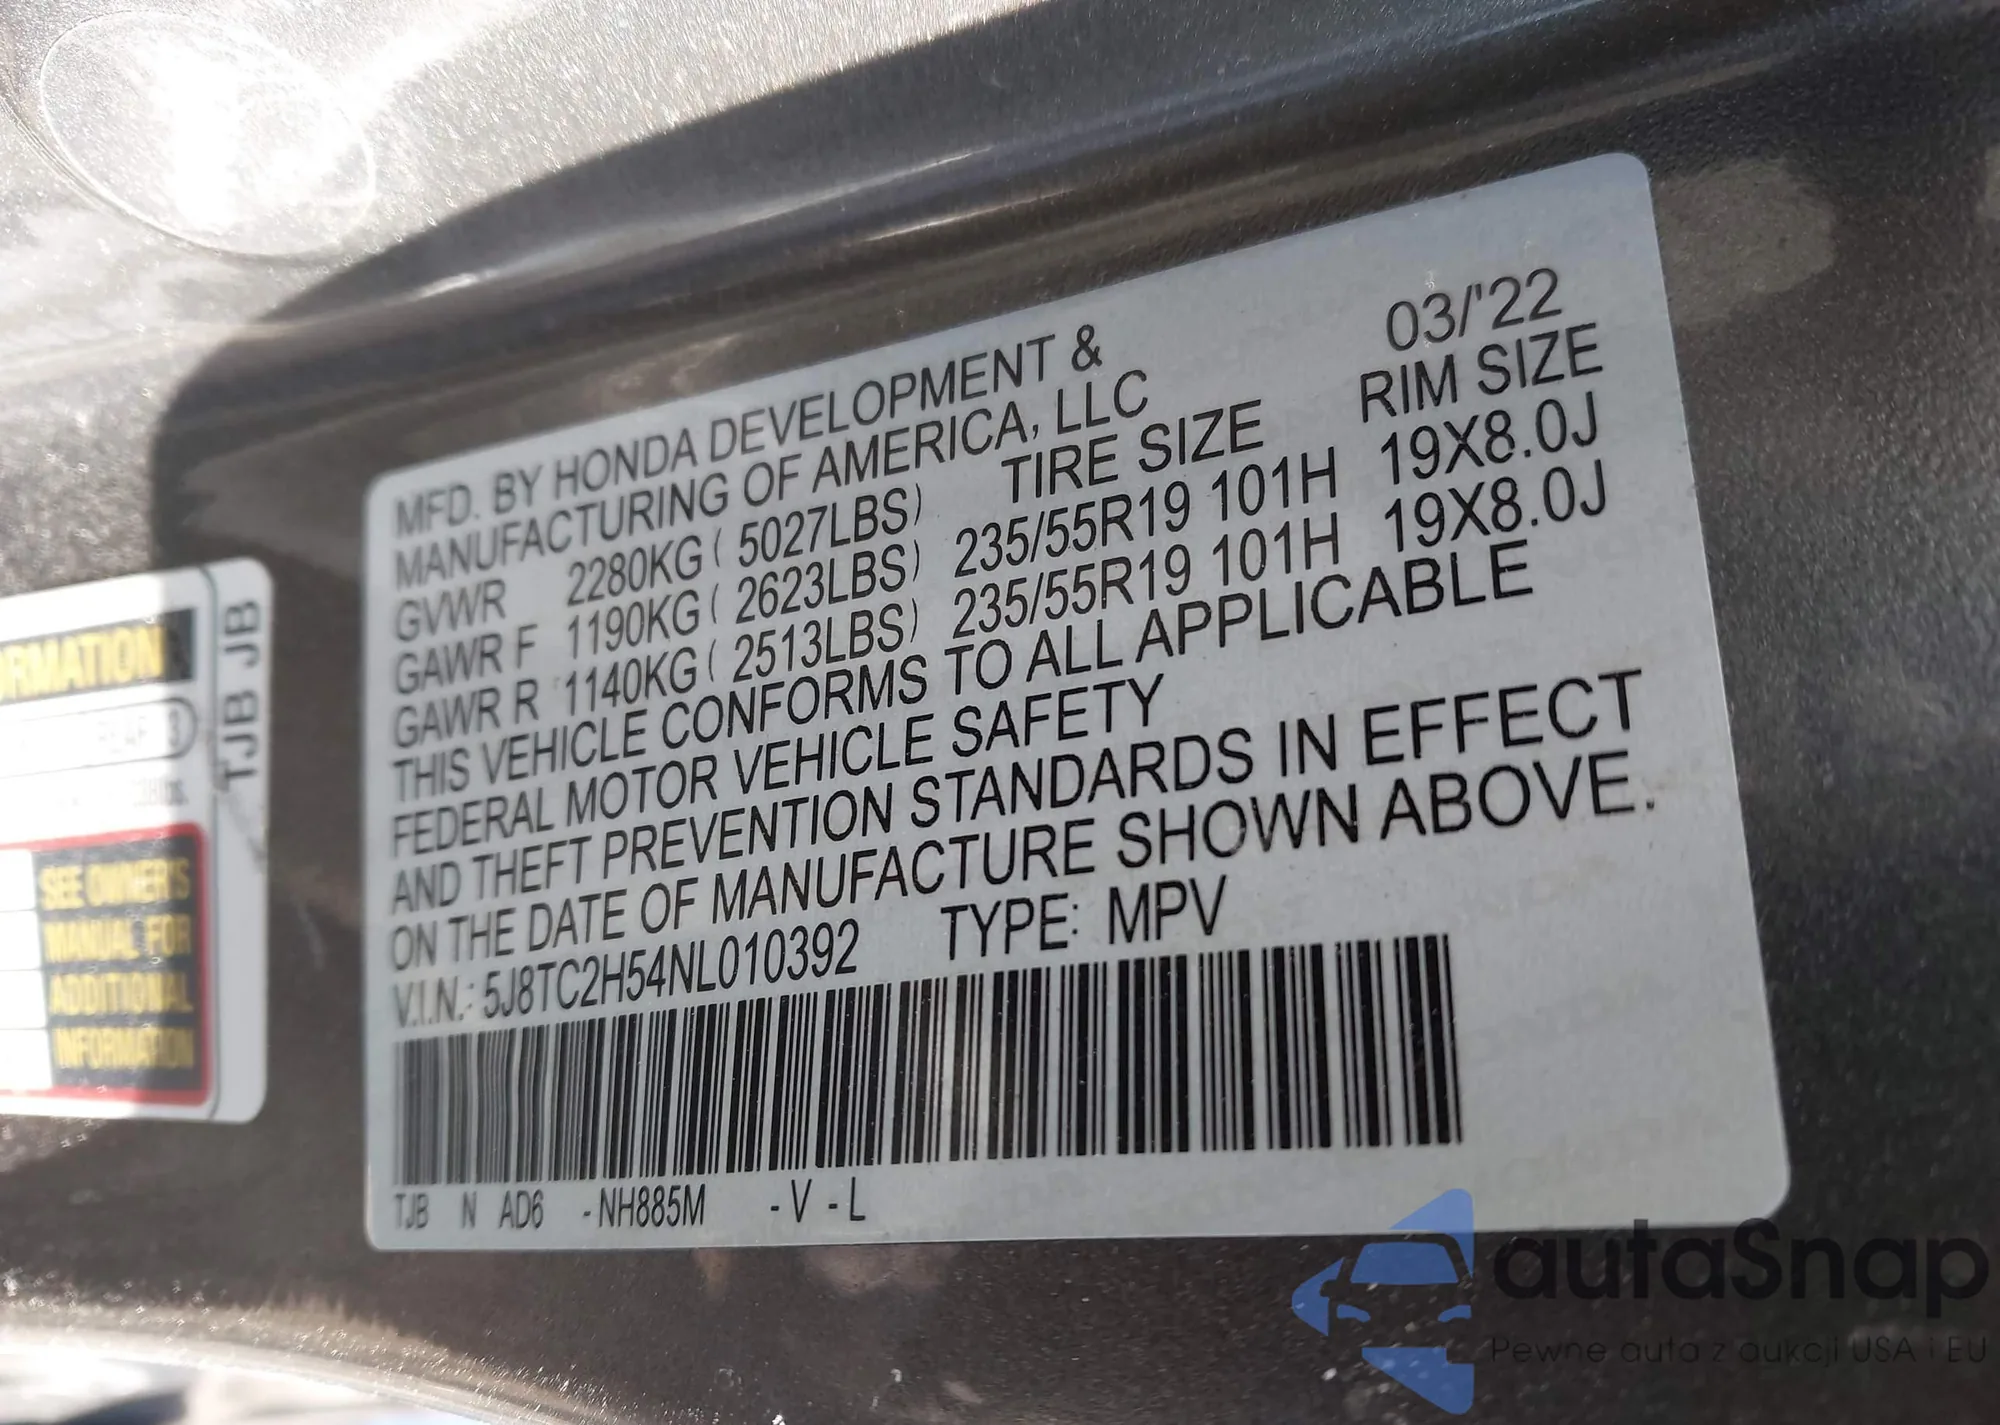 03/'22
MFD. BY HONDA DEVELOPMENT &
MANUFACTURING OF AMERICA, LLC
TIRE SIZE RIM SIZE
GVWR 2280KG ( 5027LBS)
GAWR F 1190KG ( 2623LBS) 235/55R19 101H 19X8.0J
GAWR R 1140KG ( 2513LBS) 235/55R19 101H 19X8.0J
THIS VEHICLE CONFORMS TO ALL APPLICABLE
FEDERAL MOTOR VEHICLE SAFETY
AND THEFT PREVENTION STANDARDS IN EFFECT
ON THE DATE OF MANUFACTURE SHOWN ABOVE.
V.I.N.: 5J8TC2H54NL010392 TYPE: MPV
TJB N AD6 -NH885M -V -L
TJB JB
SEE OWNER'S
MANUAL FOR
ADDITIONAL
INFORMATION
autaSnap
Pewne auta z aukcji USA i EU